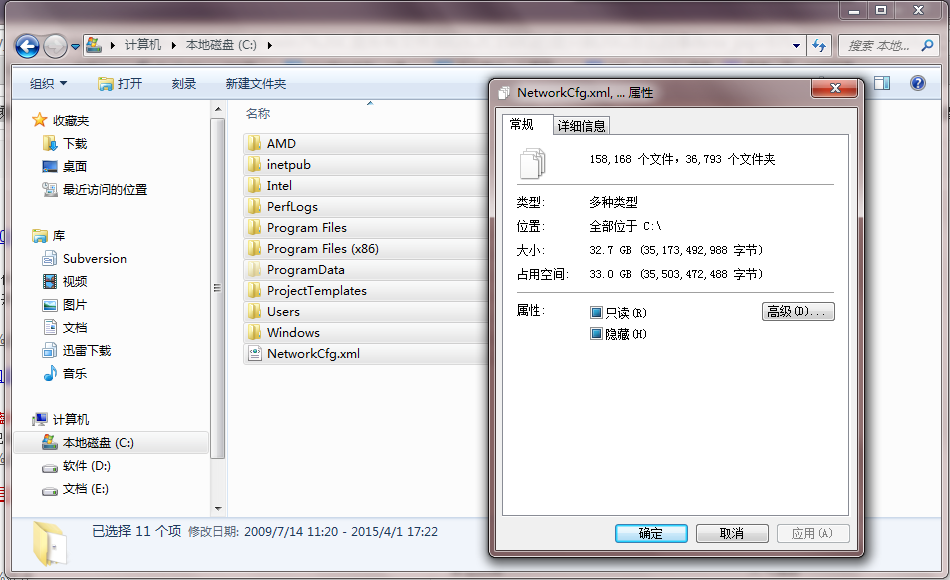 计算机 本地磁盘 (C:)
搜索 本地...
组织 打开 刻录 新建文件夹
收藏夹
下载
桌面
最近访问的位置
库
Subversion
视频
图片
文档
迅雷下载
音乐
计算机
本地磁盘 (C:)
软件 (D:)
文档 (E:)
名称
AMD
inetpub
Intel
PerfLogs
Program Files
Program Files (x86)
ProgramData
ProjectTemplates
Users
Windows
NetworkCfg.xml
NetworkCfg.xml, ... 属性
常规 详细信息
158,168 个文件，36,793 个文件夹
类型: 多种类型
位置: 全部位于 C:\
大小: 32.7 GB (35,173,492,988 字节)
占用空间: 33.0 GB (35,503,472,488 字节)
属性: 只读(R) 高级(D)...
隐藏(H)
确定 取消 应用(A)
已选择 11 个项 修改日期: 2009/7/14 11:20 - 2015/4/1 17:22